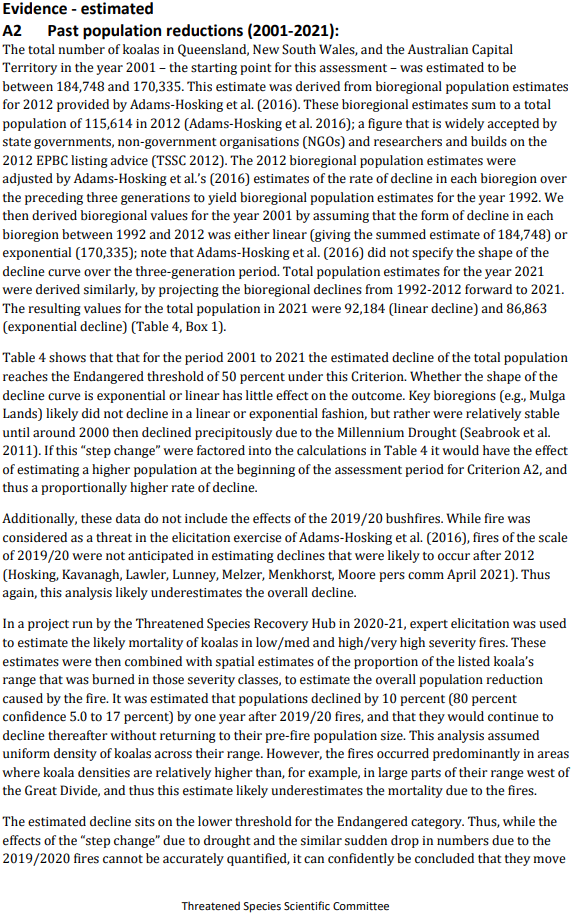 Evidence - estimated
A2 Past population reductions (2001-2021):
The total number of koalas in Queensland, New South Wales, and the Australian Capital
Territory in the year 2001 – the starting point for this assessment – was estimated to be
between 184,748 and 170,335. This estimate was derived from bioregional population estimates
for 2012 provided by Adams-Hosking et al. (2016). These bioregional estimates sum to a total
population of 115,614 in 2012 (Adams-Hosking et al. 2016); a figure that is widely accepted by
state governments, non-government organisations (NGOs) and researchers and builds on the
2012 EPBC listing advice (TSSC 2012). The 2012 bioregional population estimates were
adjusted by Adams-Hosking et al.'s (2016) estimates of the rate of decline in each bioregion over
the preceding three generations to yield bioregional population estimates for the year 1992. We
then derived bioregional values for the year 2001 by assuming that the form of decline in each
bioregion between 1992 and 2012 was either linear (giving the summed estimate of 184,748) or
exponential (170,335); note that Adams-Hosking et al. (2016) did not specify the shape of the
decline curve over the three-generation period. Total population estimates for the year 2021
were derived similarly, by projecting the bioregional declines from 1992-2012 forward to 2021.
The resulting values for the total population in 2021 were 92,184 (linear decline) and 86,863
(exponential decline) (Table 4, Box 1).
Table 4 shows that that for the period 2001 to 2021 the estimated decline of the total population
reaches the Endangered threshold of 50 percent under this Criterion. Whether the shape of the
decline curve is exponential or linear has little effect on the outcome. Key bioregions (e.g., Mulga
Lands) likely did not decline in a linear or exponential fashion, but rather were relatively stable
until around 2000 then declined precipitously due to the Millennium Drought (Seabrook et al.
2011). If this "step change" were factored into the calculations in Table 4 it would have the effect
of estimating a higher population at the beginning of the assessment period for Criterion A2, and
thus a proportionally higher rate of decline.
Additionally, these data do not include the effects of the 2019/20 bushfires. While fire was
considered as a threat in the elicitation exercise of Adams-Hosking et al. (2016), fires of the scale
of 2019/20 were not anticipated in estimating declines that were likely to occur after 2012
(Hosking, Kavanagh, Lawler, Lunney, Melzer, Menkhorst, Moore pers comm April 2021). Thus
again, this analysis likely underestimates the overall decline.
In a project run by the Threatened Species Recovery Hub in 2020-21, expert elicitation was used
to estimate the likely mortality of koalas in low/med and high/very high severity fires. These
estimates were then combined with spatial estimates of the proportion of the listed koala's
range that was burned in those severity classes, to estimate the overall population reduction
caused by the fire. It was estimated that populations declined by 10 percent (80 percent
confidence 5.0 to 17 percent) by one year after 2019/20 fires, and that they would continue to
decline thereafter without returning to their pre-fire population size. This analysis assumed
uniform density of koalas across their range. However, the fires occurred predominantly in areas
where koala densities are relatively higher than, for example, in large parts of their range west of
the Great Divide, and thus this estimate likely underestimates the mortality due to the fires.
The estimated decline sits on the lower threshold for the Endangered category. Thus, while the
effects of the "step change" due to drought and the similar sudden drop in numbers due to the
2019/2020 fires cannot be accurately quantified, it can confidently be concluded that they move
Threatened Species Scientific Committee